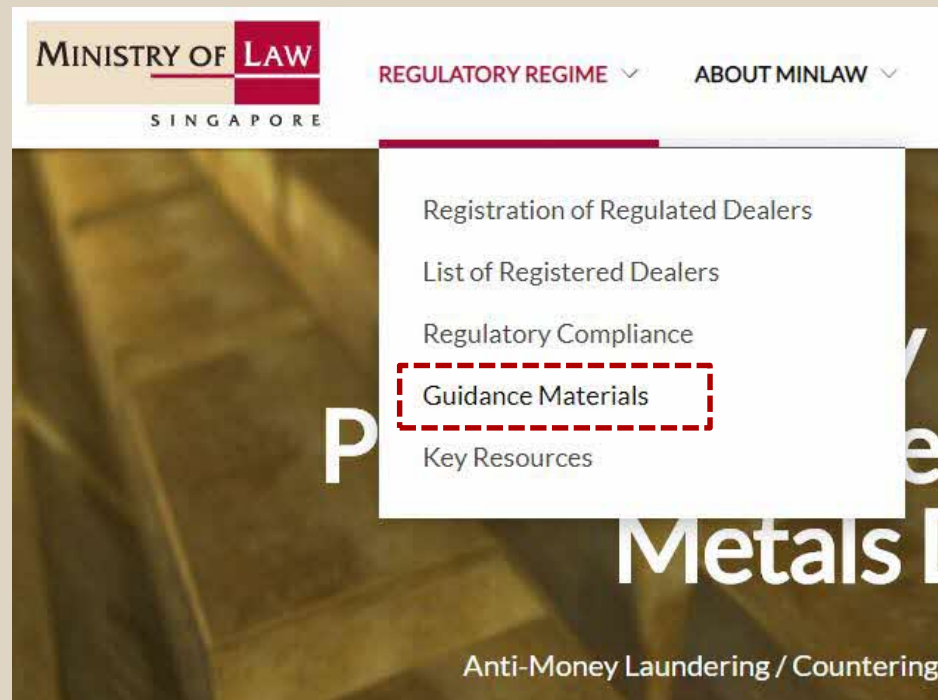 MINISTRY OF LAW
SINGAPORE
REGULATORY REGIME
ABOUT MINLAW
Registration of Regulated Dealers
List of Registered Dealers
Regulatory Compliance
Guidance Materials
Key Resources
Metals
Anti-Money Laundering / Countering